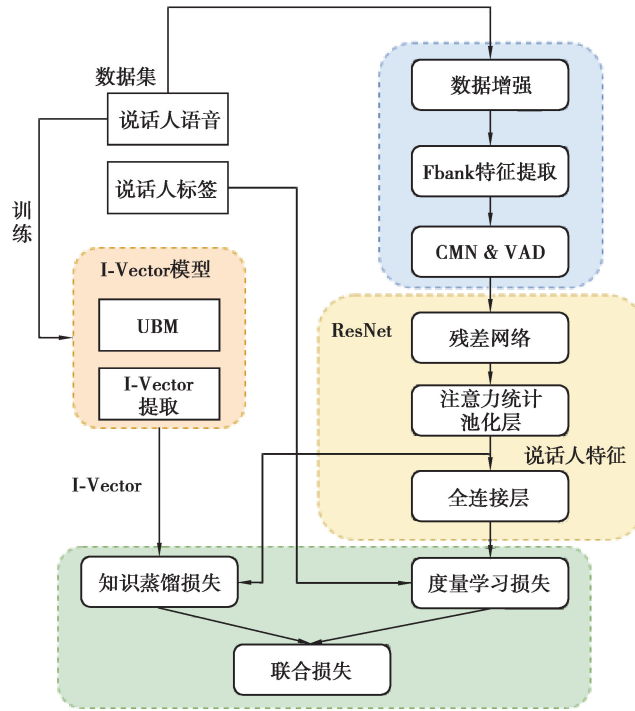 数据集
说话人语音
说话人标签
训
练
I-Vector模型
UBM
I-Vector
提取
I-Vector
数据增强
Fbank特征提取
CMN & VAD
ResNet
残差网络
注意力统计
池化层
说话人特征
全连接层
知识蒸馏损失
度量学习损失
联合损失